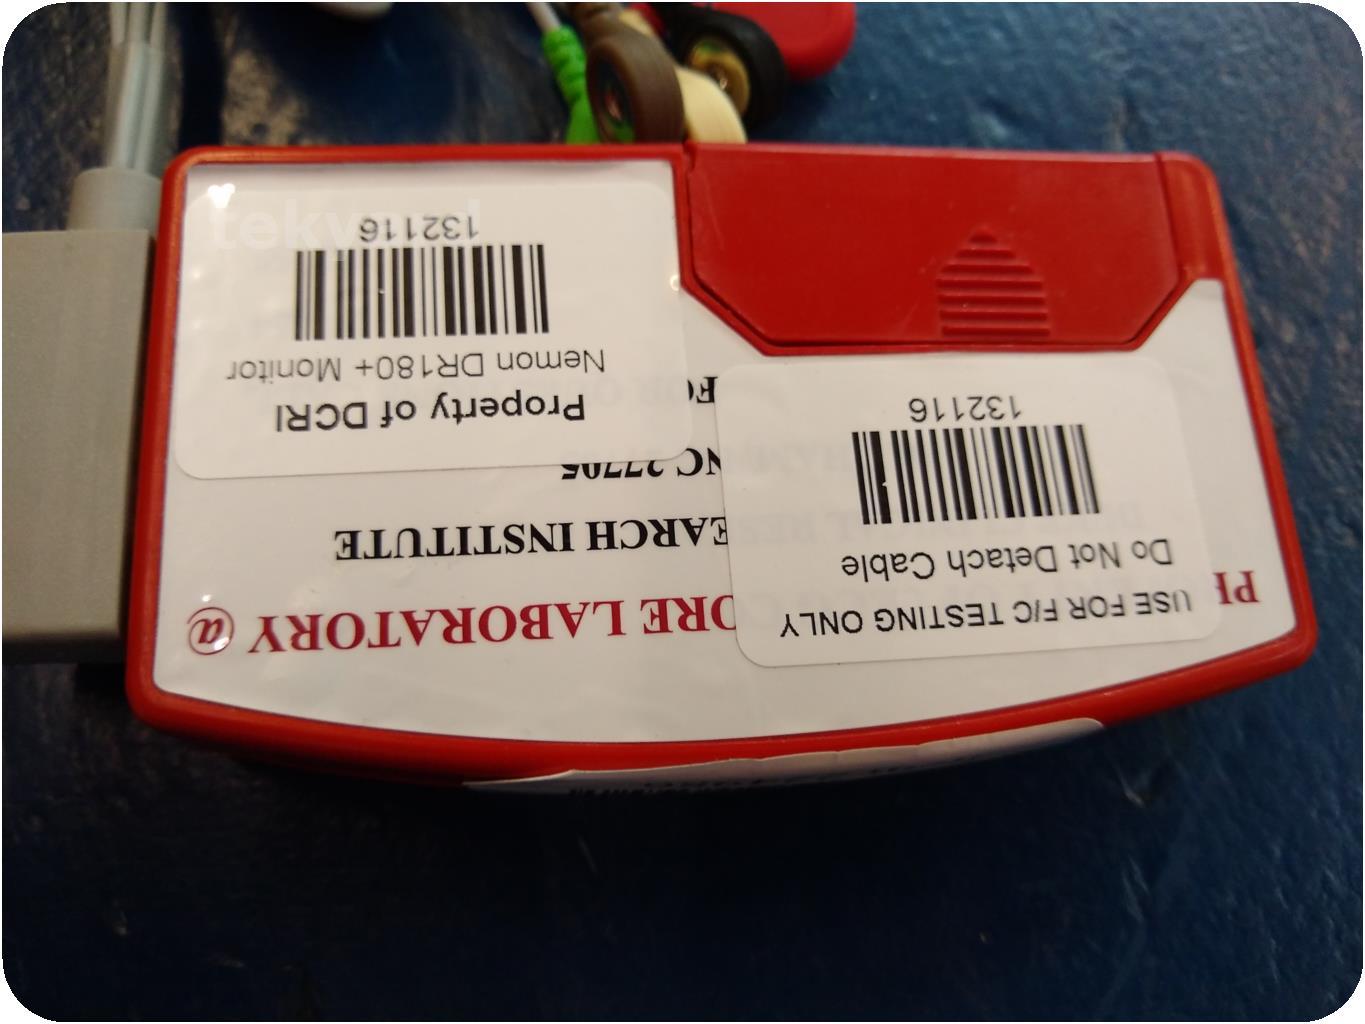 USE FOR F/C TESTING ONLY
Do Not Detach Cable
132116
ORE LABORATORY @
EARCH INSTITUTE
NC 27705
Property of DCRI
Nemon DR180+ Monitor
132116